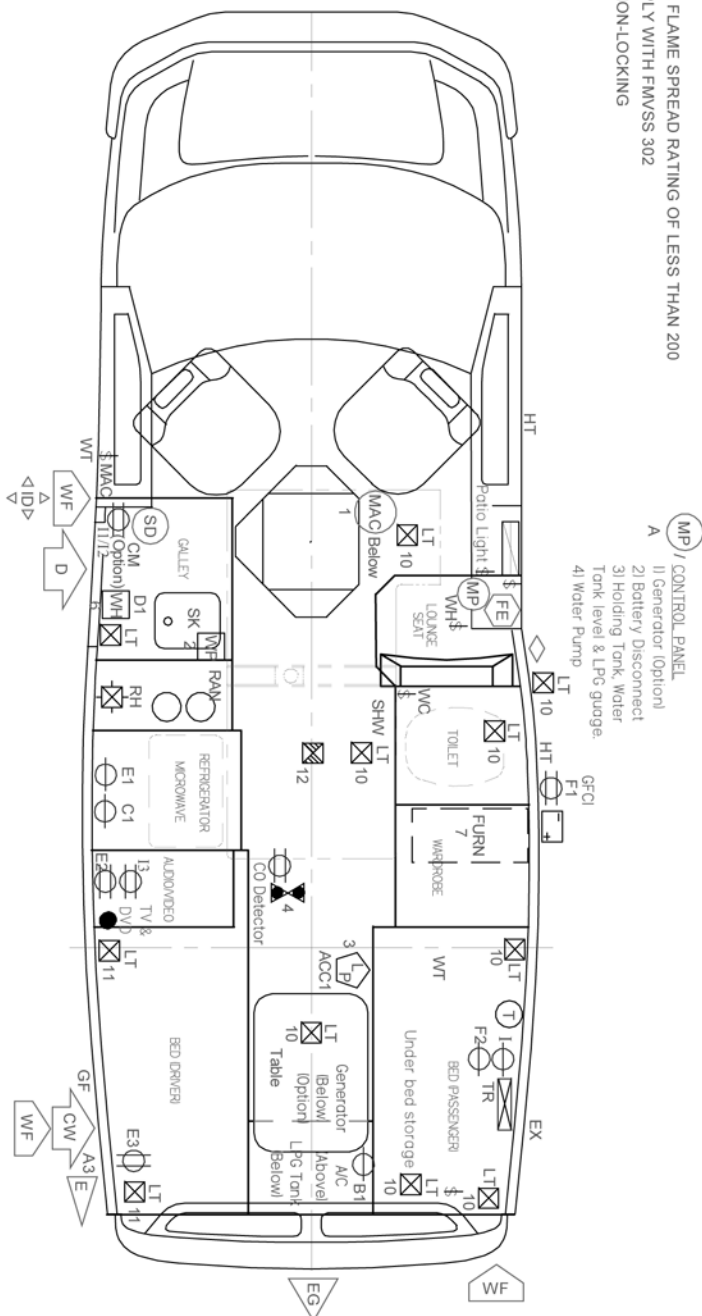 FLAME SPREAD RATING OF LESS THAN 200
PLY WITH FMVSS 302
ON-LOCKING
MP / CONTROL PANEL
A
1) Generator (Option)
2) Battery Disconnect
3) Holding Tank, Water
Tank level & LPG guage.
4) Water Pump
HT
Patio Light $
$
MP
FE
LT
10
MAC Below
1
LOUNGE
SEAT
WH$
LT
10
$
WC
TOILET
LT
10
SHW LT
10
12
HT
GFCI
F1
- +
FURN
7
WARDROBE
WT
$ MAC
WF
ID
D
11/12
SD
CM
(Option)
WH
D1
6
LT
GALLEY
SK
2
WP
RAN
RH
REFRIGERATOR
MICROWAVE
E1
C1
AUDIO/VIDEO
E2
I3
TV &
DVD
CO Detector
4
LT
11
3
LP
ACC1
LT
10
WT
T
I
F2
TR
EX
BED (PASSENGER)
Under bed storage
LT
10
Table
Generator
(Below)
(Option)
A/C
(Above)
LPG Tank
(Below)
B1
LT
10
$
LT
10
BED (DRIVER)
GF
WF
CW
A3
E
E3
LT
11
EG
WF